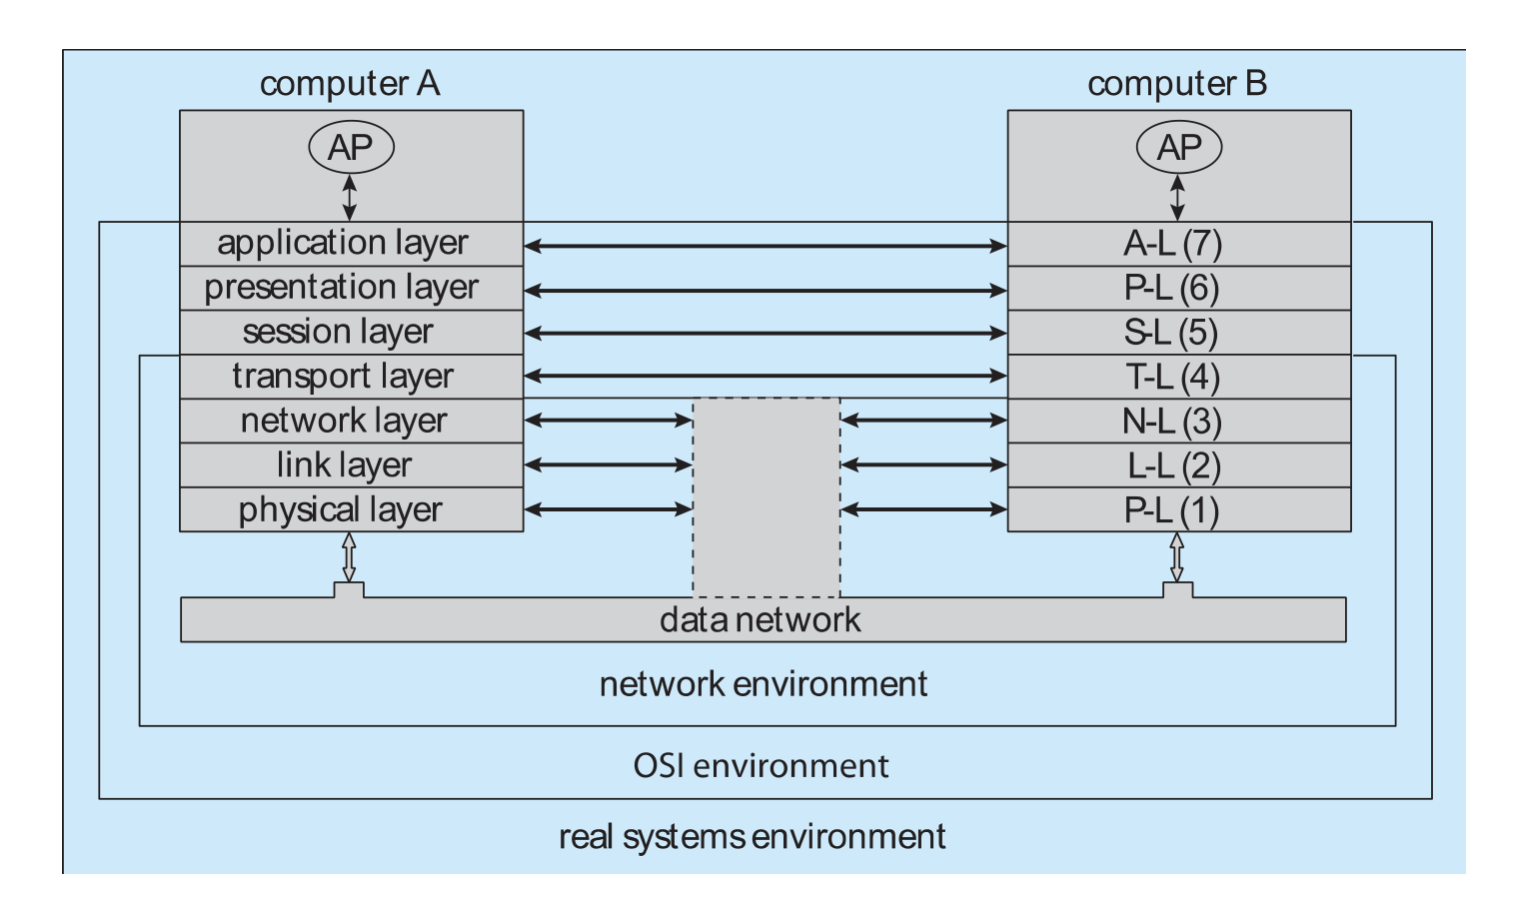 computer A
computer B
AP
AP
application layer
A-L (7)
presentation layer
P-L (6)
session layer
S-L (5)
transport layer
T-L (4)
network layer
N-L (3)
link layer
L-L (2)
physical layer
P-L (1)
data network
network environment
OSI environment
real systems environment